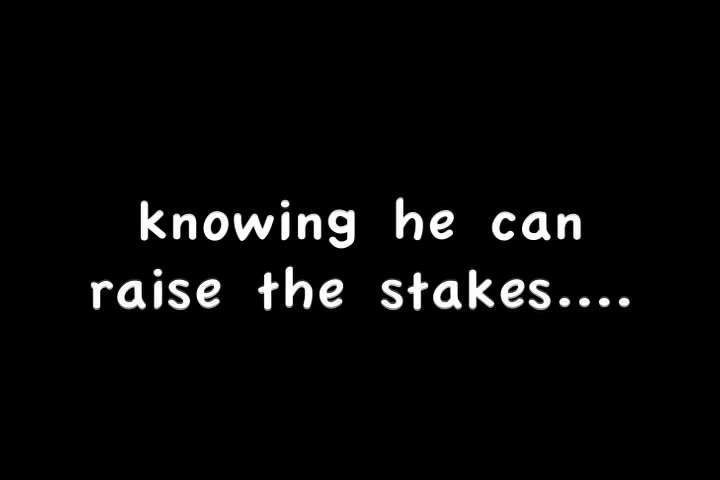 knowing he can
raise the stakes....